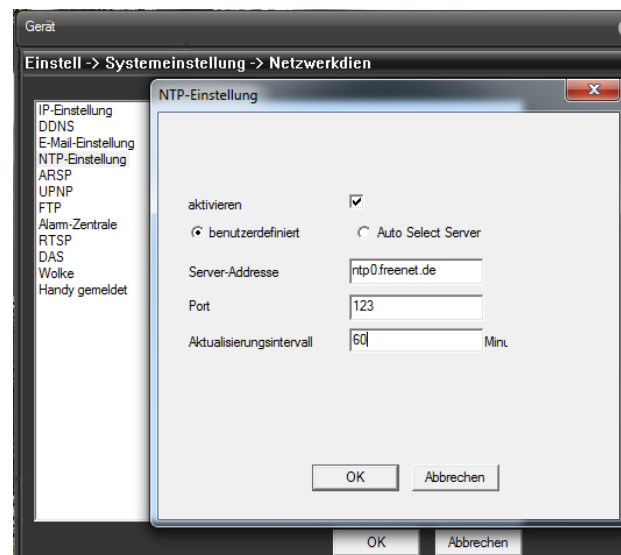 Gerät
Einstell -> Systemeinstellung -> Netzwerkdien
IP-Einstellung
DDNS
E-Mail-Einstellung
NTP-Einstellung
ARSP
UPNP
FTP
Alarm-Zentrale
RTSP
DAS
Wolke
Handy gemeldet
NTP-Einstellung
aktivieren
benutzerdefiniert
Auto Select Server
Server-Addresse
ntp0.freenet.de
Port
123
Aktualisierungsintervall
60
Minu
OK
Abbrechen
OK
Abbrechen